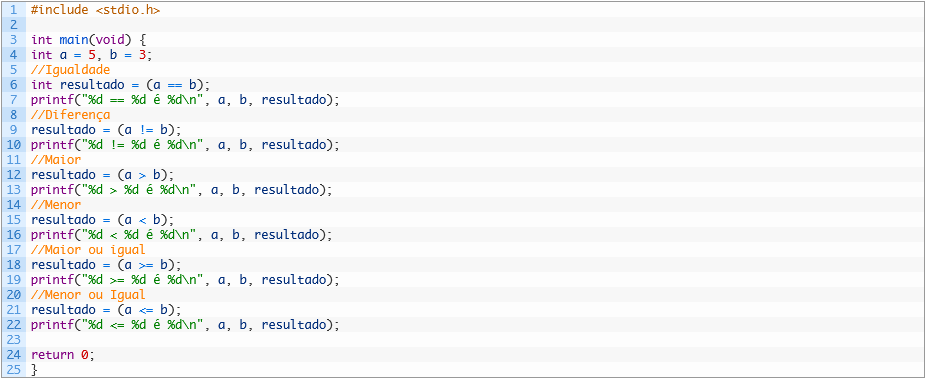 1 #include <stdio.h>
2
3 int main(void) {
4 int a = 5, b = 3;
5 //Igualdade
6 int resultado = (a == b);
7 printf("%d == %d é %d\n", a, b, resultado);
8 //Diferença
9 resultado = (a != b);
10 printf("%d != %d é %d\n", a, b, resultado);
11 //Maior
12 resultado = (a > b);
13 printf("%d > %d é %d\n", a, b, resultado);
14 //Menor
15 resultado = (a < b);
16 printf("%d < %d é %d\n", a, b, resultado);
17 //Maior ou igual
18 resultado = (a >= b);
19 printf("%d >= %d é %d\n", a, b, resultado);
20 //Menor ou Igual
21 resultado = (a <= b);
22 printf("%d <= %d é %d\n", a, b, resultado);
23
24 return 0;
25 }